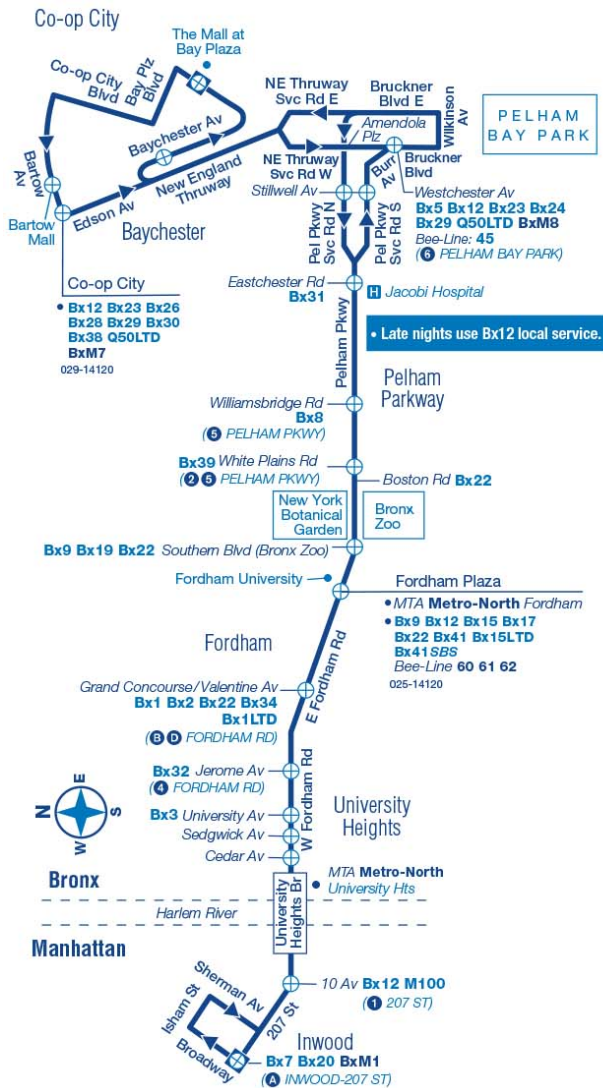 Co-op City
The Mall at
Bay Plaza
Co-op City
Blvd
Bay Plz
Blvd
Bartow
Av
Bartow
Mall
Edson Av
Baychester Av
New England
Thruway
Baychester
NE Thruway
Svc Rd E
Bruckner
Blvd E
Wilkinson
Av
PELHAM
BAY PARK
Amendola
Plz
NE Thruway
Svc Rd W
Burr
Av
Bruckner
Blvd
Stillwell Av
Pel Pkwy
Svc Rd N
Pel Pkwy
Svc Rd S
Westchester Av
Bx5 Bx12 Bx23 Bx24
Bx29 Q50LTD BxM8
Bee-Line: 45
(6 PELHAM BAY PARK)
Co-op City
• Bx12 Bx23 Bx26
Bx28 Bx29 Bx30
Bx38 Q50LTD
BxM7
029-14120
Eastchester Rd
Bx31
H Jacobi Hospital
• Late nights use Bx12 local service.
Pelham Pkwy
Pelham
Parkway
Williamsbridge Rd
Bx8
(5 PELHAM PKWY)
Bx39 White Plains Rd
(2 5 PELHAM PKWY)
Boston Rd Bx22
New York
Botanical
Garden
Bronx
Zoo
Bx9 Bx19 Bx22 Southern Blvd (Bronx Zoo)
Fordham University
Fordham Plaza
• MTA Metro-North Fordham
• Bx9 Bx12 Bx15 Bx17
Bx22 Bx41 Bx15LTD
Bx41SBS
Bee-Line 60 61 62
025-14120
Fordham
E Fordham Rd
Grand Concourse/Valentine Av
Bx1 Bx2 Bx22 Bx34
Bx1LTD
(B D FORDHAM RD)
Bx32 Jerome Av
(4 FORDHAM RD)
W Fordham Rd
Bx3 University Av
Sedgwick Av
Cedar Av
University
Heights
N
E
S
W
• MTA Metro-North
University Hts
Bronx
University
Heights Br
Harlem River
Manhattan
10 Av Bx12 M100
(1 207 ST)
Sherman Av
Isham St
207 St
Broadway
Inwood
• Bx7 Bx20 BxM1
(A INWOOD-207 ST)